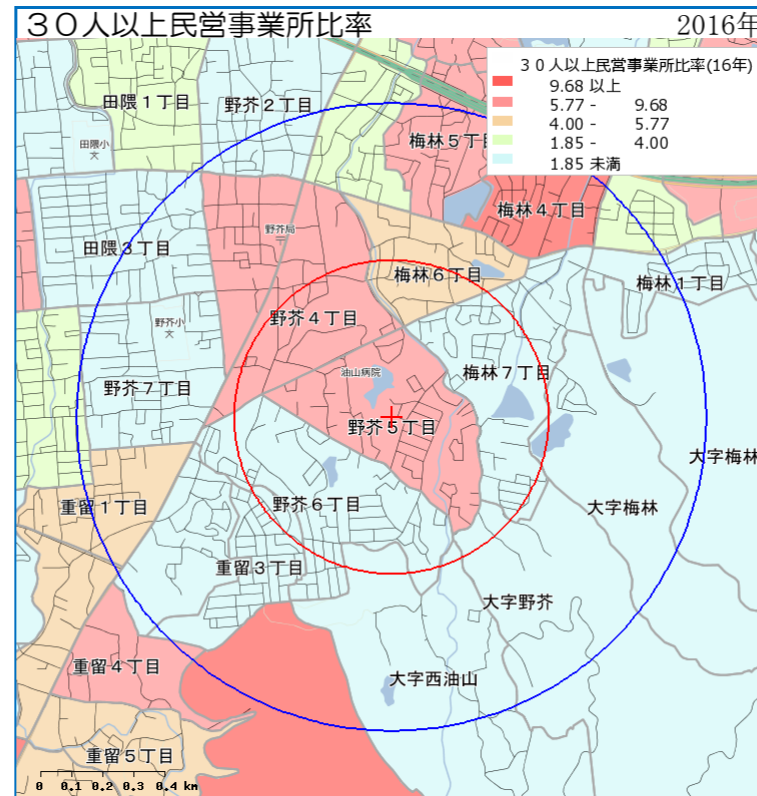 ３０人以上民営事業所比率 2016年
３０人以上民営事業所比率(16年)
9.68 以上
5.77 - 9.68
4.00 - 5.77
1.85 - 4.00
1.85 未満
田隈１丁目
野芥２丁目
田隈小
文
梅林５丁目
梅林４丁目
野芥局
田隈３丁目
梅林６丁目
梅林１丁目
野芥小
文
野芥４丁目
油山病院
梅林７丁目
野芥７丁目
野芥５丁目
大字梅林
重留１丁目
野芥６丁目
大字梅林
重留３丁目
大字野芥
重留４丁目
大字西油山
重留５丁目
0 0.1 0.2 0.3 0.4 km